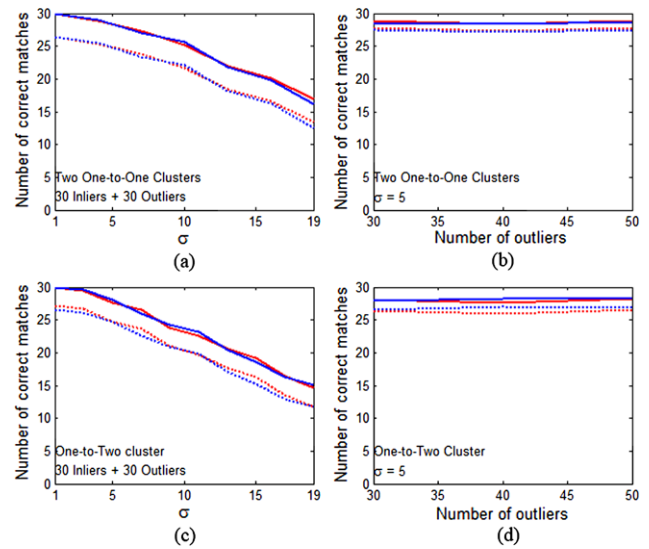 Number of correct matches
30
25
20
15
10
5
0
Two One-to-One Clusters
30 Inliers + 30 Outliers
1 5 10 15 19
σ
(a)
Number of correct matches
30
25
20
15
10
5
0
Two One-to-One Clusters
σ = 5
30 35 40 45 50
Number of outliers
(b)
Number of correct matches
30
25
20
15
10
5
0
One-to-Two cluster
30 Inliers + 30 Outliers
1 5 10 15 19
σ
(c)
Number of correct matches
30
25
20
15
10
5
0
One-to-Two Cluster
σ = 5
30 35 40 45 50
Number of outliers
(d)